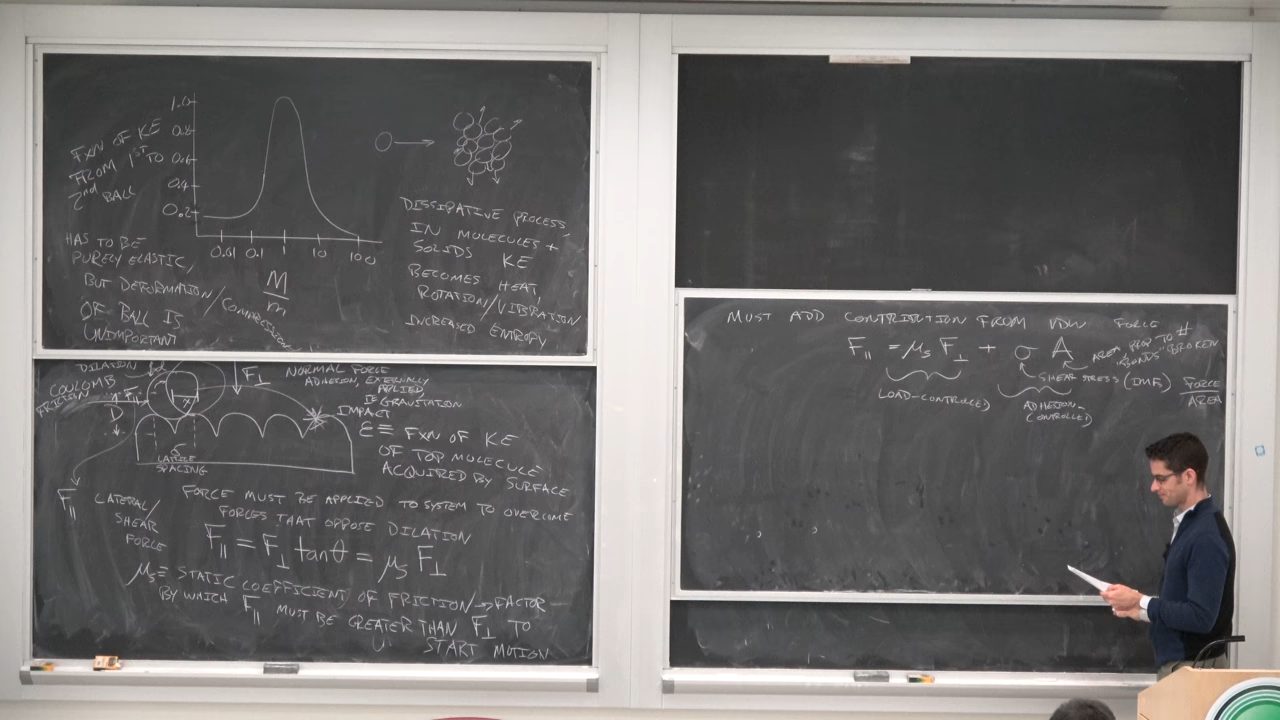 FXN OF KE
FROM 1ST TO
2nd BALL
1.0
0.8
0.6
0.4
0.2
0.01 0.1 1 10 100
M
m
HAS TO BE
PURELY ELASTIC,
BUT DEFORMATION/COMPRESSION
OF BALL IS
UNIMPORTANT
DISSIPATIVE PROCESS
IN MOLECULES +
SOLIDS KE
BECOMES HEAT,
ROTATION/VIBRATION
INCREASED ENTROPY
DILATION
COULOMB
FRICTION
D
F⊥
NORMAL FORCE
ADHESION, EXTERNALLY
APPLIED
IE GRAVITATION
IMPACT
LATTICE
SPACING
ε ≡ FXN OF KE
OF TOP MOLECULE
ACQUIRED BY SURFACE
F∥ LATERAL/
SHEAR
FORCE
FORCE MUST BE APPLIED TO SYSTEM TO OVERCOME
FORCES THAT OPPOSE DILATION
F∥ = F⊥ tanθ = μs F⊥
μs ≡ STATIC COEFFICIENT OF FRICTION → FACTOR
BY WHICH F∥ MUST BE GREATER THAN F⊥ TO
START MOTION
MUST ADD CONTRIBUTION FROM VDW FORCE
F∥ = μs F⊥ + σ A
AREA PROP TO #
"BONDS" BROKEN
SHEAR STRESS (IMF) FORCE
AREA
LOAD-CONTROLLED
ADHESION-
CONTROLLED